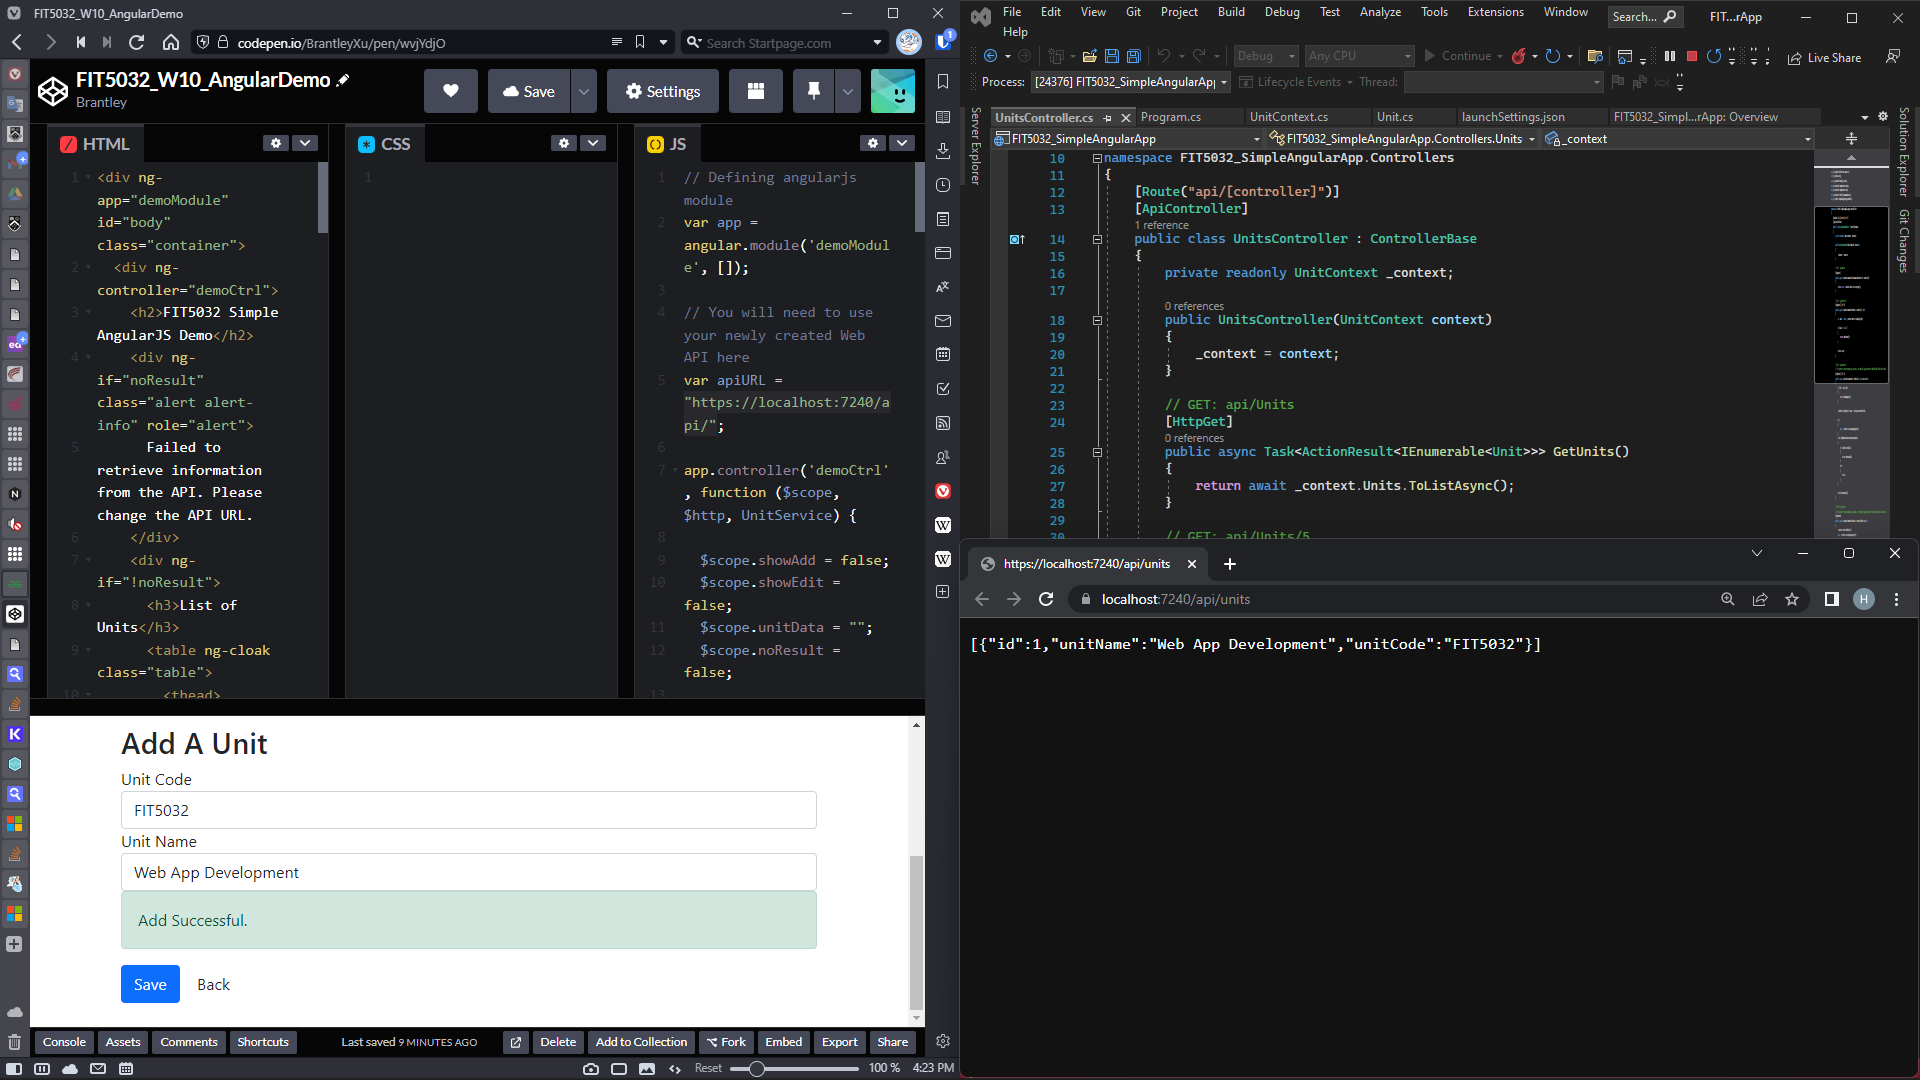 FIT5032_W10_AngularDemo
codepen.io/BrantleyXu/pen/wvjYdjO
Search Startpage.com
1
FIT5032_W10_AngularDemo
Brantley
Save
Settings
HTML
1 <div ng-
app="demoModule"
id="body"
class="container">
2 <div ng-
controller="demoCtrl">
3 <h2>FIT5032 Simple
AngularJS Demo</h2>
4 <div ng-
if="noResult"
class="alert alert-
info" role="alert">
5 Failed to
retrieve information
from the API. Please
change the API URL.
6 </div>
7 <div ng-
if="!noResult">
8 <h3>List of
Units</h3>
9 <table ng-cloak
class="table">
10 <thead>
CSS
1
JS
1 // Defining angularjs
module
2 var app =
angular.module('demoModul
e', []);
3
4 // You will need to use
your newly created Web
API here
5 var apiURL =
"https://localhost:7240/a
pi/";
6
7 app.controller('demoCtrl'
, function ($scope,
$http, UnitService) {
8
9 $scope.showAdd = false;
10 $scope.showEdit =
false;
11 $scope.unitData = "";
12 $scope.noResult =
false;
13
Add A Unit
Unit Code
FIT5032
Unit Name
Web App Development
Add Successful.
Save Back
Console Assets Comments Shortcuts Last saved 9 MINUTES AGO Delete Add to Collection Fork Embed Export Share
Reset 100 % 4:23 PM
File Edit View Git Project Build Debug Test Analyze Tools Extensions Window Search... FIT...rApp
Help
Debug Any CPU Continue Live Share
Process: [24376] FIT5032_SimpleAngularApp Lifecycle Events Thread:
Server Explorer
Solution Explorer
Git Changes
UnitsController.cs Program.cs UnitContext.cs Unit.cs launchSettings.json FIT5032_Simpl...rApp: Overview
FIT5032_SimpleAngularApp FIT5032_SimpleAngularApp.Controllers.Units _context
10 namespace FIT5032_SimpleAngularApp.Controllers
11 {
12 [Route("api/[controller]")]
13 [ApiController]
1 reference
14 public class UnitsController : ControllerBase
15 {
16 private readonly UnitContext _context;
17
0 references
18 public UnitsController(UnitContext context)
19 {
20 _context = context;
21 }
22
23 // GET: api/Units
24 [HttpGet]
0 references
25 public async Task<ActionResult<IEnumerable<Unit>>> GetUnits()
26 {
27 return await _context.Units.ToListAsync();
28 }
29
30 // GET: api/Units/5
https://localhost:7240/api/units
localhost:7240/api/units
H
[{"id":1,"unitName":"Web App Development","unitCode":"FIT5032"}]